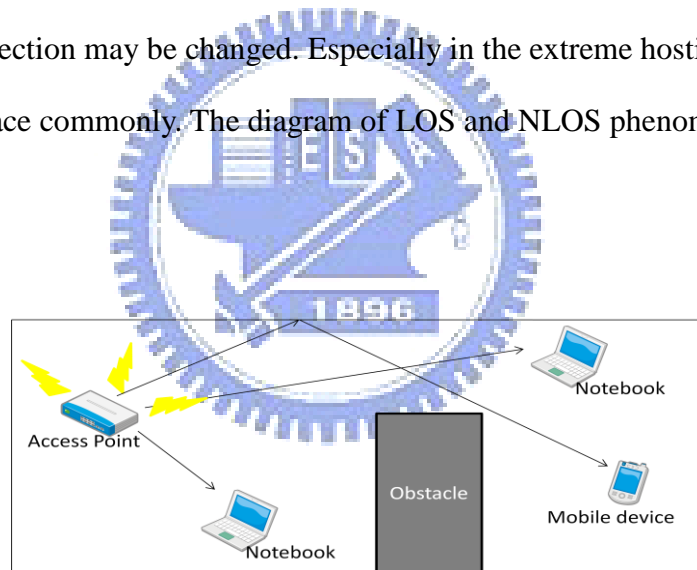 ection may be changed. Especially in the extreme hosti
ace commonly. The diagram of LOS and NLOS phenon
E S A
1896
Notebook
Access Point
Obstacle
Mobile device
Notebook